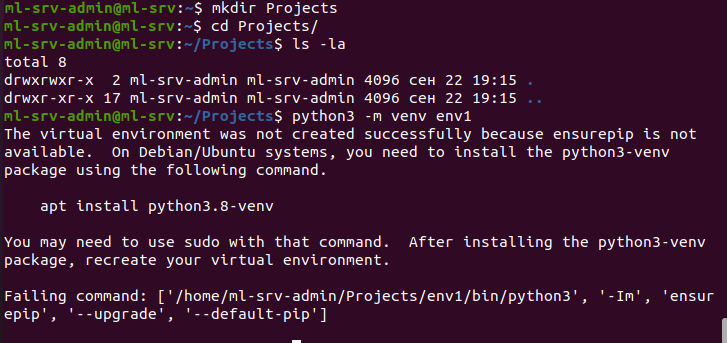 ml-srv-admin@ml-srv:~$ mkdir Projects
ml-srv-admin@ml-srv:~$ cd Projects/
ml-srv-admin@ml-srv:~/Projects$ ls -la
total 8
drwxrwxr-x  2 ml-srv-admin ml-srv-admin 4096 сен 22 19:15 .
drwxr-xr-x 17 ml-srv-admin ml-srv-admin 4096 сен 22 19:15 ..
ml-srv-admin@ml-srv:~/Projects$ python3 -m venv env1
The virtual environment was not created successfully because ensurepip is not
available.  On Debian/Ubuntu systems, you need to install the python3-venv
package using the following command.

    apt install python3.8-venv

You may need to use sudo with that command.  After installing the python3-venv
package, recreate your virtual environment.

Failing command: ['/home/ml-srv-admin/Projects/env1/bin/python3', '-Im', 'ensur
epip', '--upgrade', '--default-pip']